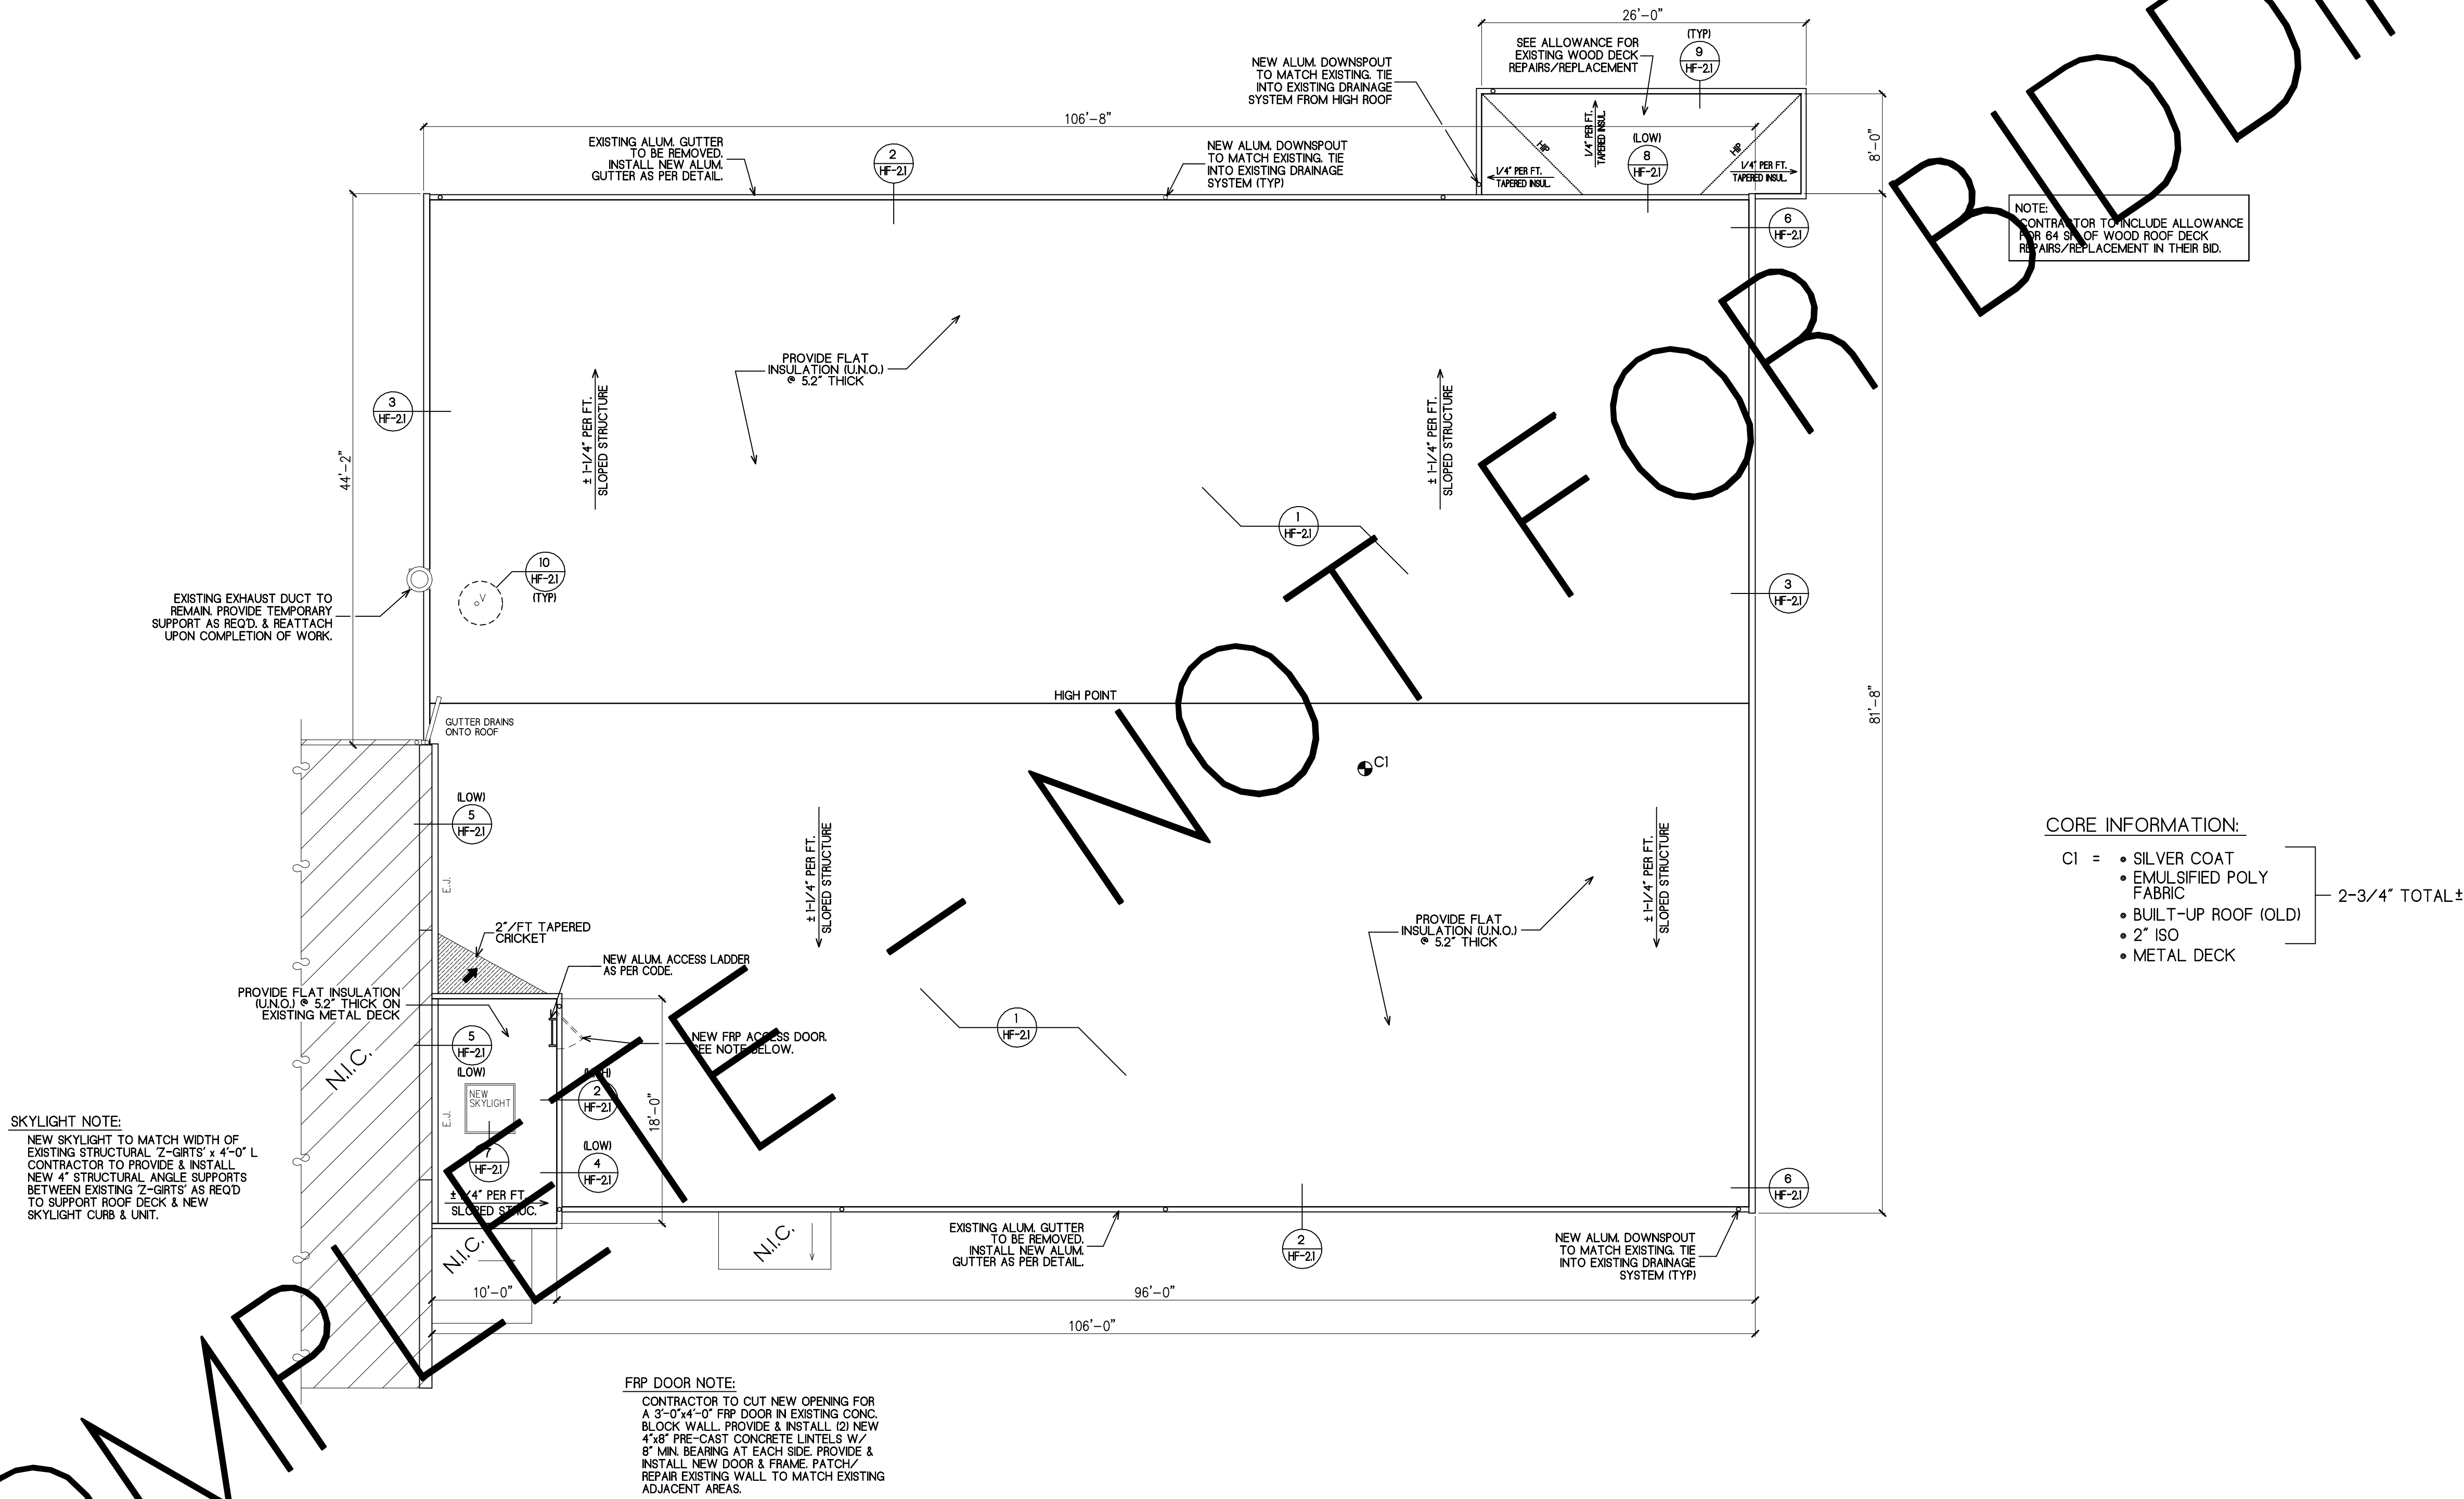 26'-0"
(TYP)
9
HF-2.1
SEE ALLOWANCE FOR
EXISTING WOOD DECK
REPAIRS/REPLACEMENT
NEW ALUM. DOWNSPOUT
TO MATCH EXISTING. TIE
INTO EXISTING DRAINAGE
SYSTEM FROM HIGH ROOF
106'-8"
EXISTING ALUM. GUTTER
TO BE REMOVED.
INSTALL NEW ALUM.
GUTTER AS PER DETAIL.
2
HF-2.1
NEW ALUM. DOWNSPOUT
TO MATCH EXISTING. TIE
INTO EXISTING DRAINAGE
SYSTEM (TYP)
HIP
1/4" PER FT.
TAPERED INSUL.
(LOW)
8
HF-2.1
HIP
1/4" PER FT.
TAPERED INSUL.
1/4" PER FT.
TAPERED INSUL.
8'-0"
6
HF-2.1
NOTE:
CONTRACTOR TO INCLUDE ALLOWANCE
FOR 64 SF OF WOOD ROOF DECK
REPAIRS/REPLACEMENT IN THEIR BID.
PROVIDE FLAT
INSULATION (U.N.O.)
@ 5.2" THICK
3
HF-2.1
± 1-1/4" PER FT.
SLOPED STRUCTURE
± 1-1/4" PER FT.
SLOPED STRUCTURE
44'-2"
1
HF-2.1
10
HF-2.1
(TYP)
V
EXISTING EXHAUST DUCT TO
REMAIN. PROVIDE TEMPORARY
SUPPORT AS REQ'D. & REATTACH
UPON COMPLETION OF WORK.
3
HF-2.1
HIGH POINT
81'-8"
GUTTER DRAINS
ONTO ROOF
C1
(LOW)
5
HF-2.1
E.J.
± 1-1/4" PER FT.
SLOPED STRUCTURE
± 1-1/4" PER FT.
SLOPED STRUCTURE
CORE INFORMATION:
C1 = • SILVER COAT
• EMULSIFIED POLY
FABRIC
• BUILT-UP ROOF (OLD)
• 2" ISO
• METAL DECK
2-3/4" TOTAL±
2"/FT TAPERED
CRICKET
PROVIDE FLAT
INSULATION (U.N.O.)
@ 5.2" THICK
NEW ALUM. ACCESS LADDER
AS PER CODE.
PROVIDE FLAT INSULATION
(U.N.O.) @ 5.2" THICK ON
EXISTING METAL DECK
NEW FRP ACCESS DOOR.
SEE NOTE BELOW.
1
HF-2.1
5
HF-2.1
(LOW)
N.I.C.
NEW
SKYLIGHT
2
HF-2.1
18'-0"
E.J.
(LOW)
4
HF-2.1
7
HF-2.1
PER FT.
SLOPED STRUC.
SKYLIGHT NOTE:
NEW SKYLIGHT TO MATCH WIDTH OF
EXISTING STRUCTURAL 'Z-GIRTS' x 4'-0" L
CONTRACTOR TO PROVIDE & INSTALL
NEW 4" STRUCTURAL ANGLE SUPPORTS
BETWEEN EXISTING 'Z-GIRTS' AS REQ'D
TO SUPPORT ROOF DECK & NEW
SKYLIGHT CURB & UNIT.
6
HF-2.1
N.I.C.
N.I.C.
EXISTING ALUM. GUTTER
TO BE REMOVED.
INSTALL NEW ALUM.
GUTTER AS PER DETAIL.
2
HF-2.1
NEW ALUM. DOWNSPOUT
TO MATCH EXISTING. TIE
INTO EXISTING DRAINAGE
SYSTEM (TYP)
10'-0"
96'-0"
106'-0"
FRP DOOR NOTE:
CONTRACTOR TO CUT NEW OPENING FOR
A 3'-0"x4'-0" FRP DOOR IN EXISTING CONC.
BLOCK WALL. PROVIDE & INSTALL (2) NEW
4"x8" PRE-CAST CONCRETE LINTELS W/
8" MIN. BEARING AT EACH SIDE. PROVIDE &
INSTALL NEW DOOR & FRAME. PATCH/
REPAIR EXISTING WALL TO MATCH EXISTING
ADJACENT AREAS.
OMPLETE - NOT FOR BIDDI